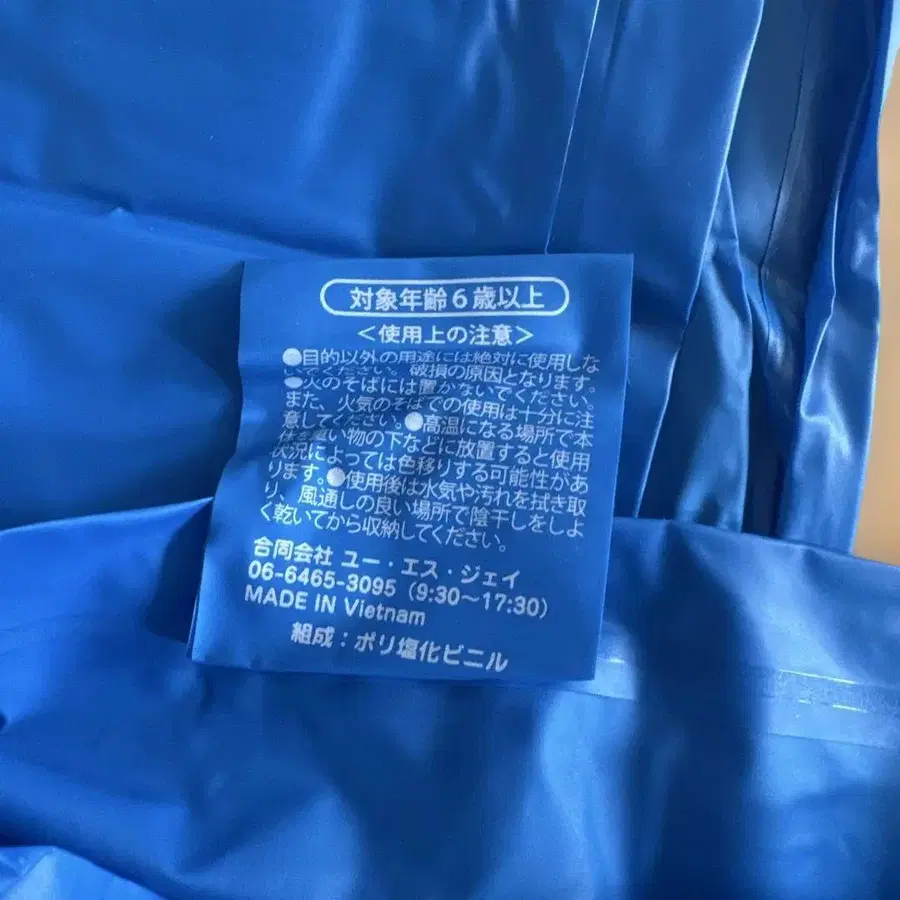 対象年齢6歳以上
<使用上の注意>
●目的以外の用途には絶対に使用しな
いでください。破損の原因となります。
●火のそばには置かないでください。
また、火気のそばでの使用は十分に注
意してください。●高温になる場所で本
体を重い物の下などに放置すると使用
状況によっては色移りする可能性があ
ります。●使用後は水気や汚れを拭き取
り、風通しの良い場所で陰干しをしよ
く乾いてから収納してください。
合同会社 ユー・エス・ジェイ
06-6465-3095 (9:30〜17:30)
MADE IN Vietnam
組成:ポリ塩化ビニル